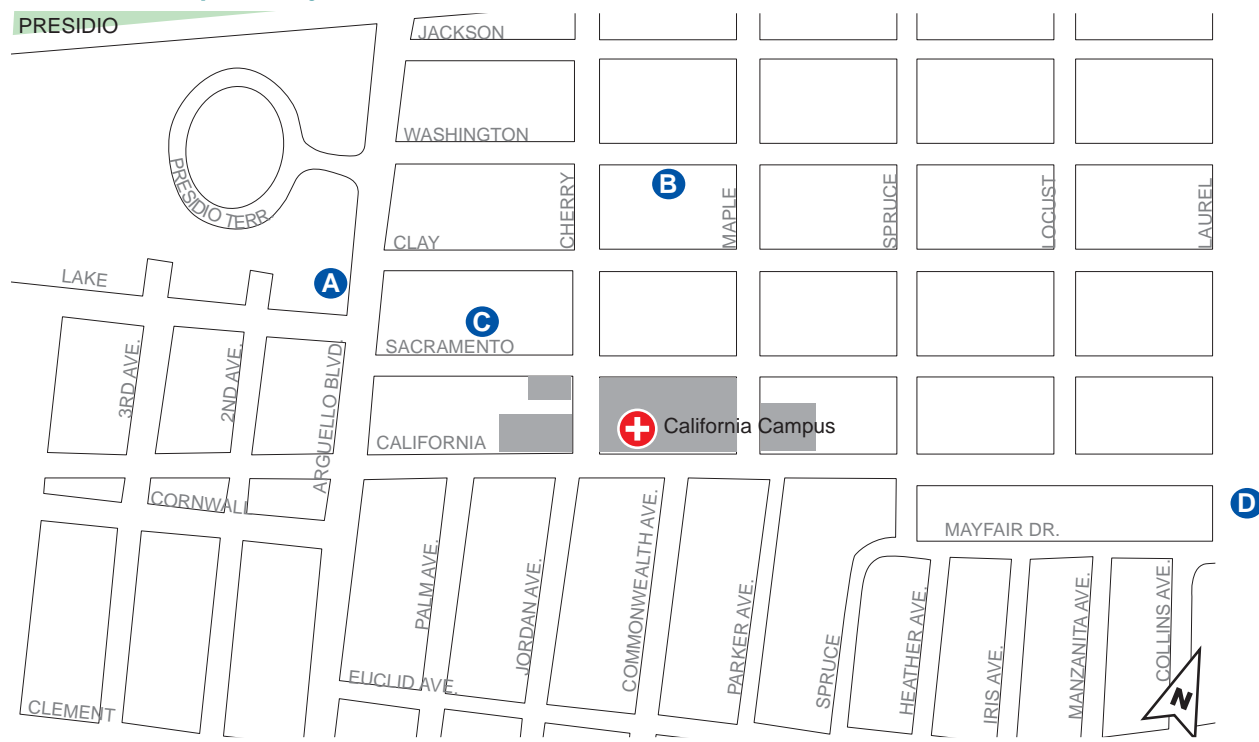 PRESIDIO
JACKSON
WASHINGTON
PRESIDIO TERR.
CHERRY
B
MAPLE
SPRUCE
LOCUST
LAUREL
CLAY
LAKE
A
C
SACRAMENTO
3RD AVE.
2ND AVE.
ARGUELLO BLVD.
CALIFORNIA
California Campus
CORNWALL
D
MAYFAIR DR.
PALM AVE.
JORDAN AVE.
COMMONWEALTH AVE.
PARKER AVE.
SPRUCE
HEATHER AVE.
IRIS AVE.
MANZANITA AVE.
COLLINS AVE.
EUCLID AVE.
CLEMENT
N